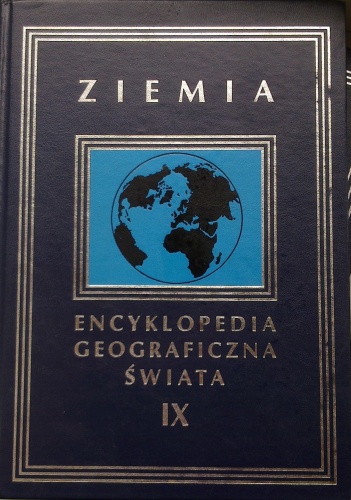 ZIEMIA
ENCYKLOPEDIA
GEOGRAFICZNA
ŚWIATA
IX